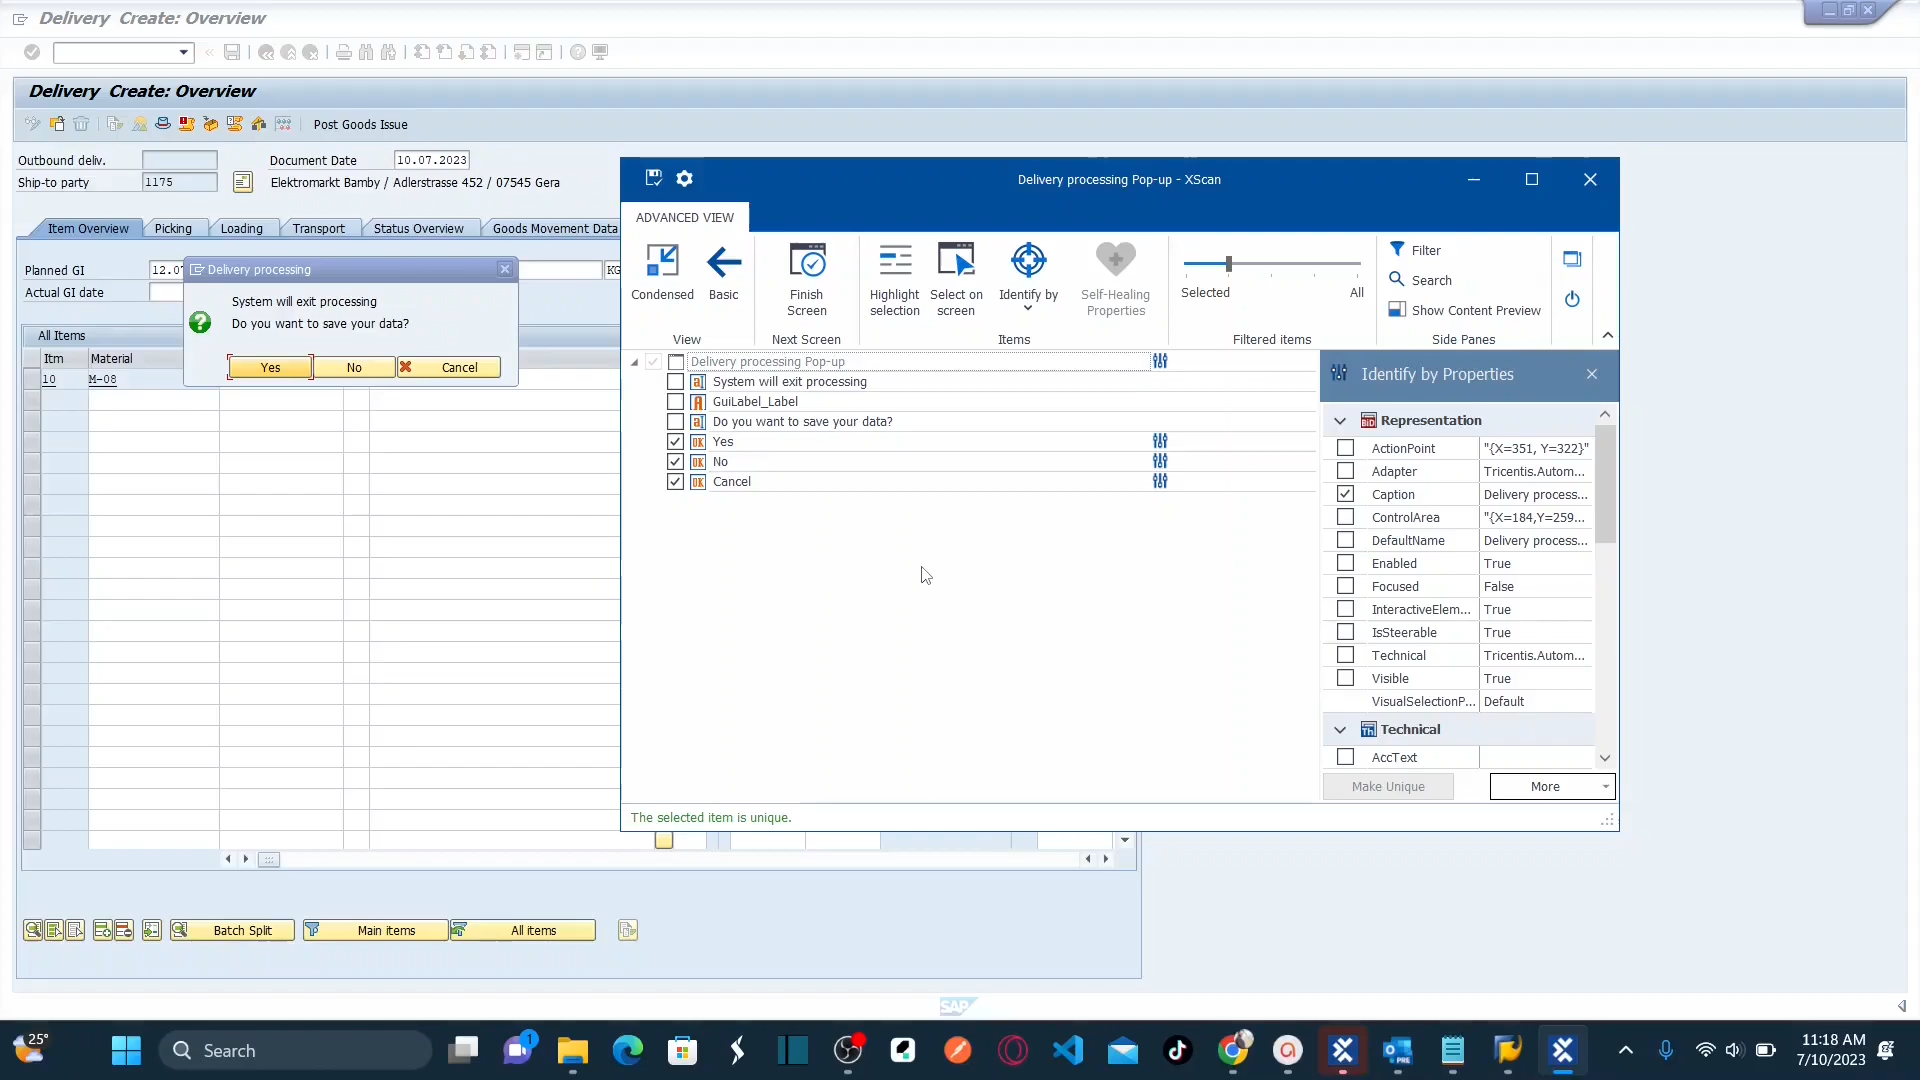 Delivery Create: Overview
Delivery Create: Overview
Post Goods Issue
Outbound deliv.
Document Date
10.07.2023
Ship-to party
1175
Elektromarkt Bamby / Adlerstrasse 452 / 07545 Gera
Item Overview
Picking
Loading
Transport
Status Overview
Goods Movement Data
Planned GI
12.07
KG
Actual GI date
Delivery processing
System will exit processing
Do you want to save your data?
Yes
No
Cancel
All Items
Itm
Material
10
M-08
Batch Split
Main items
All items
SAP
Delivery processing Pop-up - XScan
ADVANCED VIEW
Condensed
Basic
View
Finish Screen
Next Screen
Highlight selection
Select on screen
Identify by
Self-Healing Properties
Items
Selected
All
Filtered items
Filter
Search
Show Content Preview
Side Panes
Delivery processing Pop-up
System will exit processing
GuiLabel_Label
Do you want to save your data?
OK Yes
OK No
OK Cancel
Identify by Properties
Representation
ActionPoint "{X=351, Y=322}"
Adapter Tricentis.Autom...
Caption Delivery process...
ControlArea "{X=184,Y=259...
DefaultName Delivery process...
Enabled True
Focused False
InteractiveElem... True
IsSteerable True
Technical Tricentis.Autom...
Visible True
VisualSelectionP... Default
Technical
AccText
Make Unique
More
The selected item is unique.
25°
Search
1
PRE
11:18 AM
7/10/2023